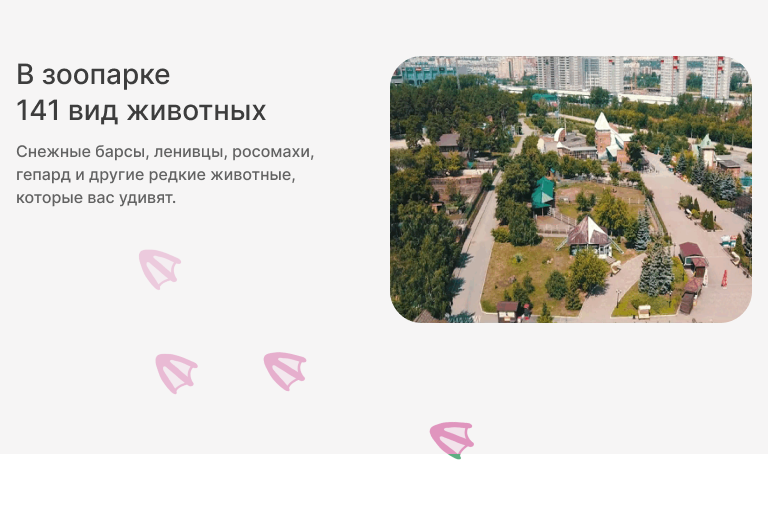 В зоопарке
141 вид животных
Снежные барсы, ленивцы, росомахи,
гепард и другие редкие животные,
которые вас удивят.